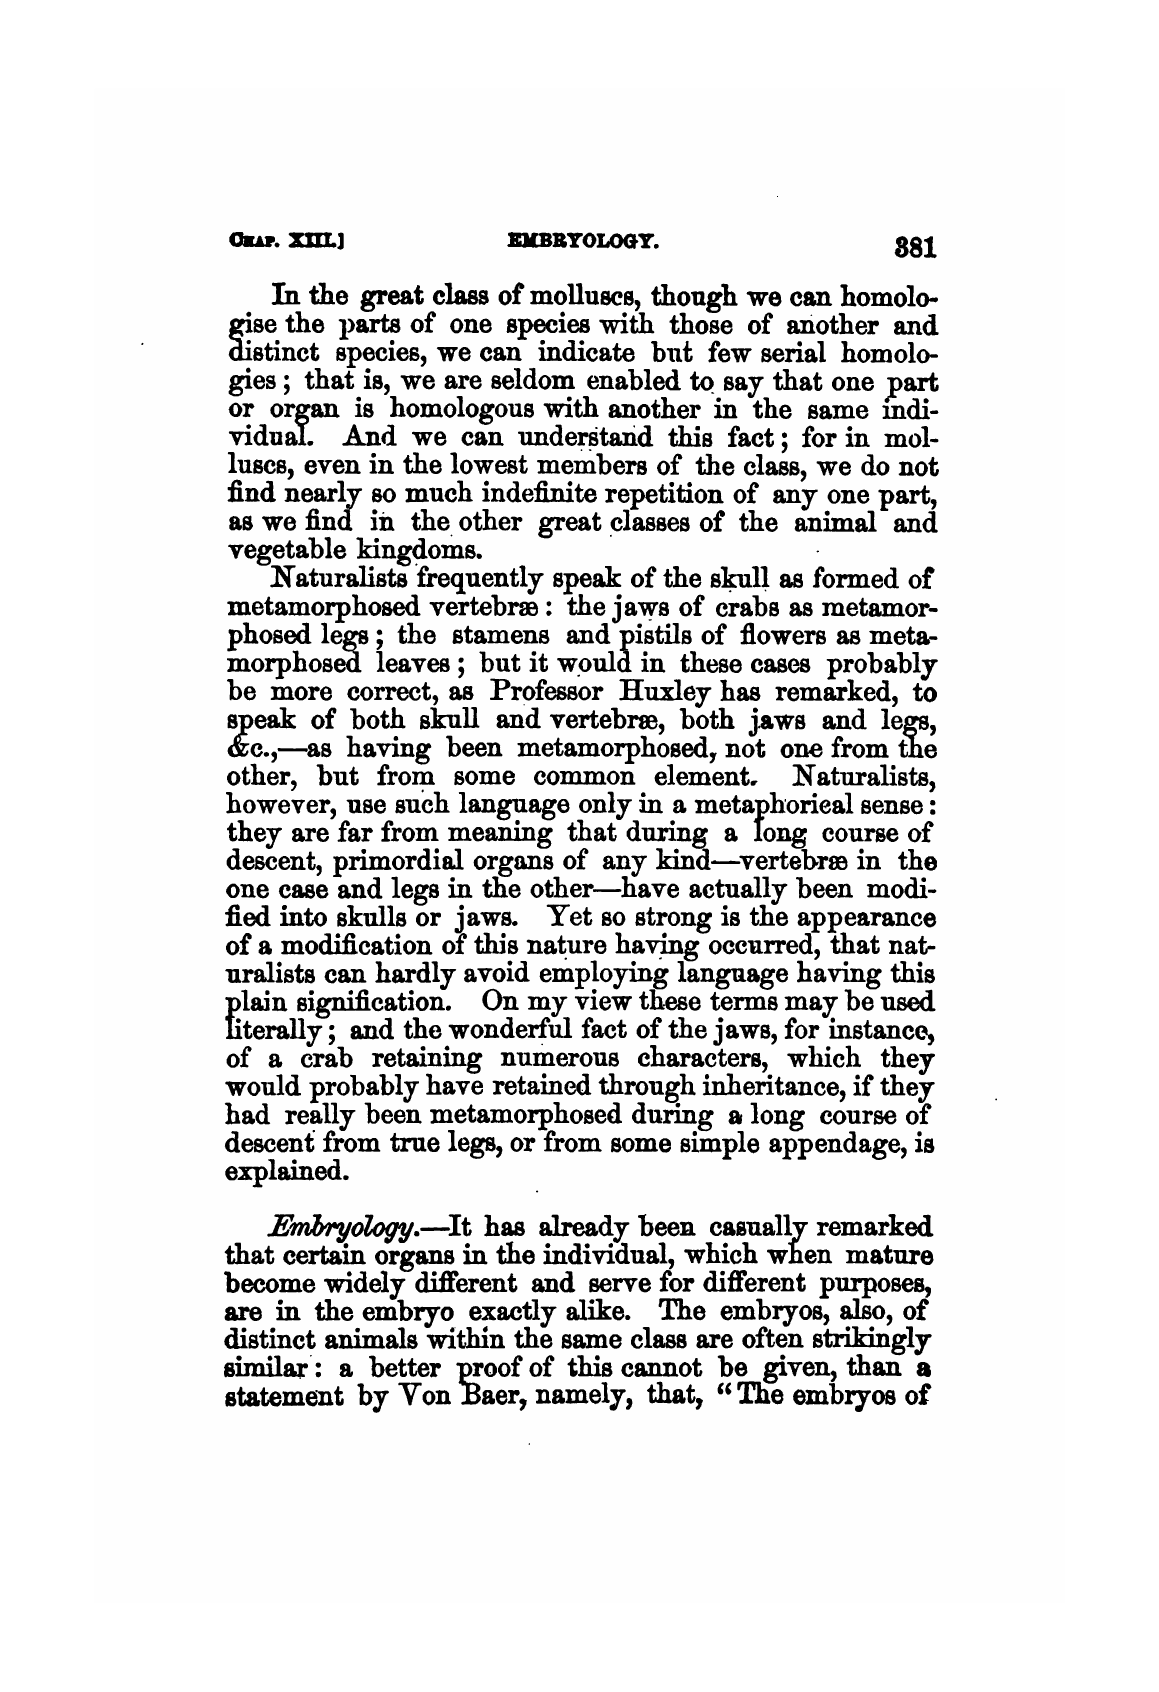 CHAP. XIII.] EMBRYOLOGY. 381
In the great class of molluscs, though we can homolo-
gise the parts of one species with those of another and
distinct species, we can indicate but few serial homolo-
gies ; that is, we are seldom enabled to say that one part
or organ is homologous with another in the same indi-
vidual. And we can understand this fact ; for in mol-
luscs, even in the lowest members of the class, we do not
find nearly so much indefinite repetition of any one part,
as we find in the other great classes of the animal and
vegetable kingdoms.
Naturalists frequently speak of the skull as formed of
metamorphosed vertebræ : the jaws of crabs as metamor-
phosed legs ; the stamens and pistils of flowers as meta-
morphosed leaves ; but it would in these cases probably
be more correct, as Professor Huxley has remarked, to
speak of both skull and vertebræ, both jaws and legs,
&c.,—as having been metamorphosed, not one from the
other, but from some common element. Naturalists,
however, use such language only in a metaphorical sense :
they are far from meaning that during a long course of
descent, primordial organs of any kind—vertebræ in the
one case and legs in the other—have actually been modi-
fied into skulls or jaws. Yet so strong is the appearance
of a modification of this nature having occurred, that nat-
uralists can hardly avoid employing language having this
plain signification. On my view these terms may be used
literally ; and the wonderful fact of the jaws, for instance,
of a crab retaining numerous characters, which they
would probably have retained through inheritance, if they
had really been metamorphosed during a long course of
descent from true legs, or from some simple appendage, is
explained.
Embryology.—It has already been casually remarked
that certain organs in the individual, which when mature
become widely different and serve for different purposes,
are in the embryo exactly alike. The embryos, also, of
distinct animals within the same class are often strikingly
similar : a better proof of this cannot be given, than a
statement by Von Baer, namely, that, “The embryos of